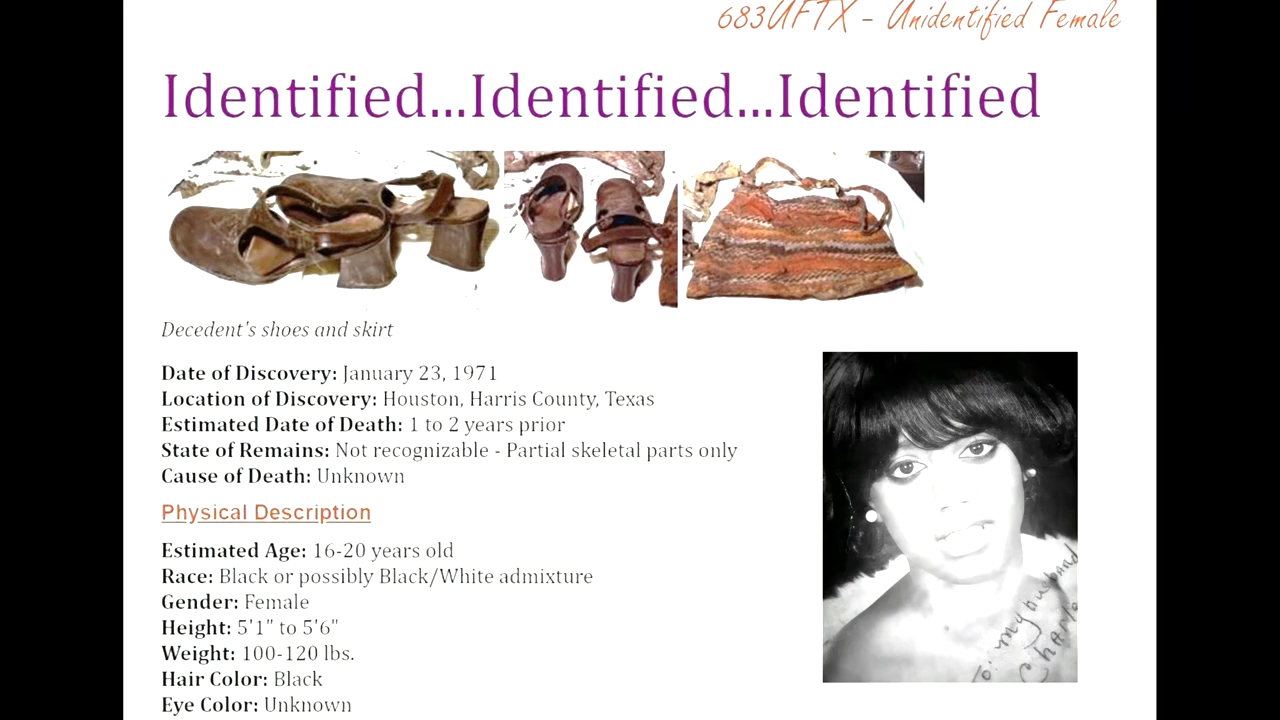 683UFTX - Unidentified Female
Identified...Identified...Identified
Decedent's shoes and skirt
Date of Discovery: January 23, 1971
Location of Discovery: Houston, Harris County, Texas
Estimated Date of Death: 1 to 2 years prior
State of Remains: Not recognizable - Partial skeletal parts only
Cause of Death: Unknown
Physical Description
Estimated Age: 16-20 years old
Race: Black or possibly Black/White admixture
Gender: Female
Height: 5'1" to 5'6"
Weight: 100-120 lbs.
Hair Color: Black
Eye Color: Unknown
To: my husband